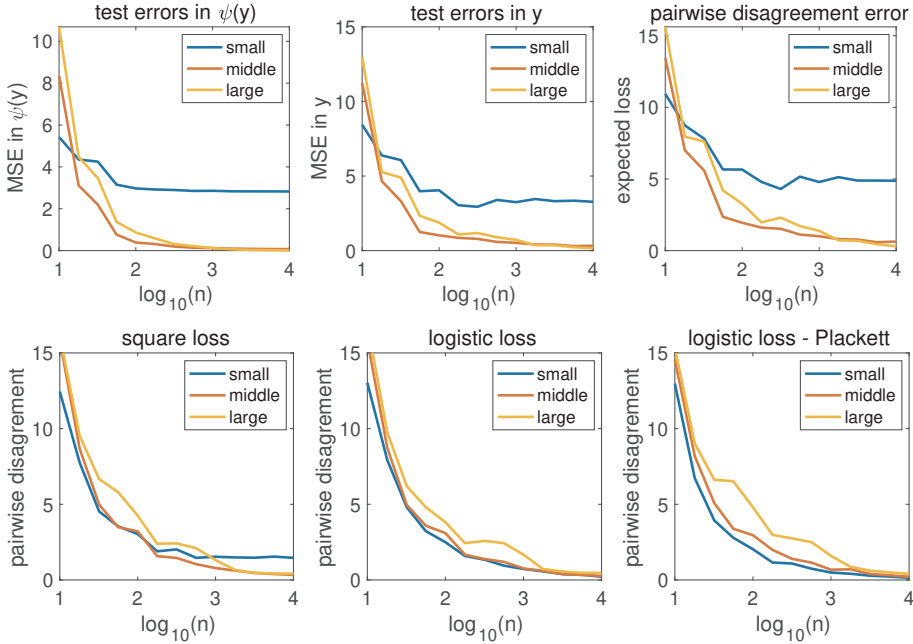 test errors in ψ(y)
MSE in ψ(y)
10
8
6
4
2
0
small
middle
large
1
2
3
4
log10(n)
test errors in y
MSE in y
15
10
5
0
small
middle
large
1
2
3
4
log10(n)
pairwise disagreement error
expected loss
15
10
5
0
small
middle
large
1
2
3
4
log10(n)
square loss
pairwise disagrement
15
10
5
0
small
middle
large
1
2
3
4
log10(n)
logistic loss
pairwise disagrement
15
10
5
0
small
middle
large
1
2
3
4
log10(n)
logistic loss - Plackett
pairwise disagrement
15
10
5
0
small
middle
large
1
2
3
4
log10(n)